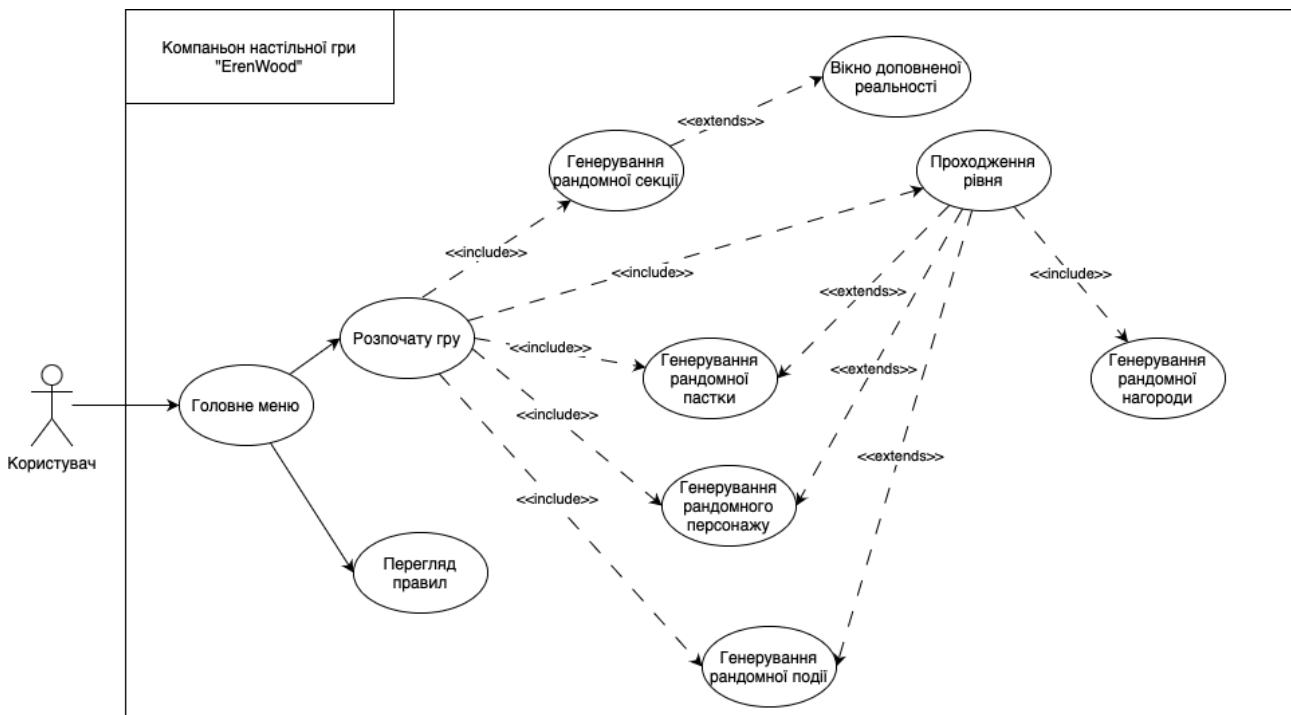 Компаньон настільної гри
"ErenWood"
Вікно доповненої
реальності
<<extends>>
Генерування
рандомної секції
Проходження
рівня
<<include>>
<<include>>
<<include>>
<<extends>>
Розпочату гру
<<include>>
Генерування
рандомної
пастки
<<extends>>
Генерування
рандомної
нагороди
Головне меню
<<include>>
Користувач
<<extends>>
<<include>>
Генерування
рандомного
персонажу
Перегляд
правил
Генерування
рандомної події